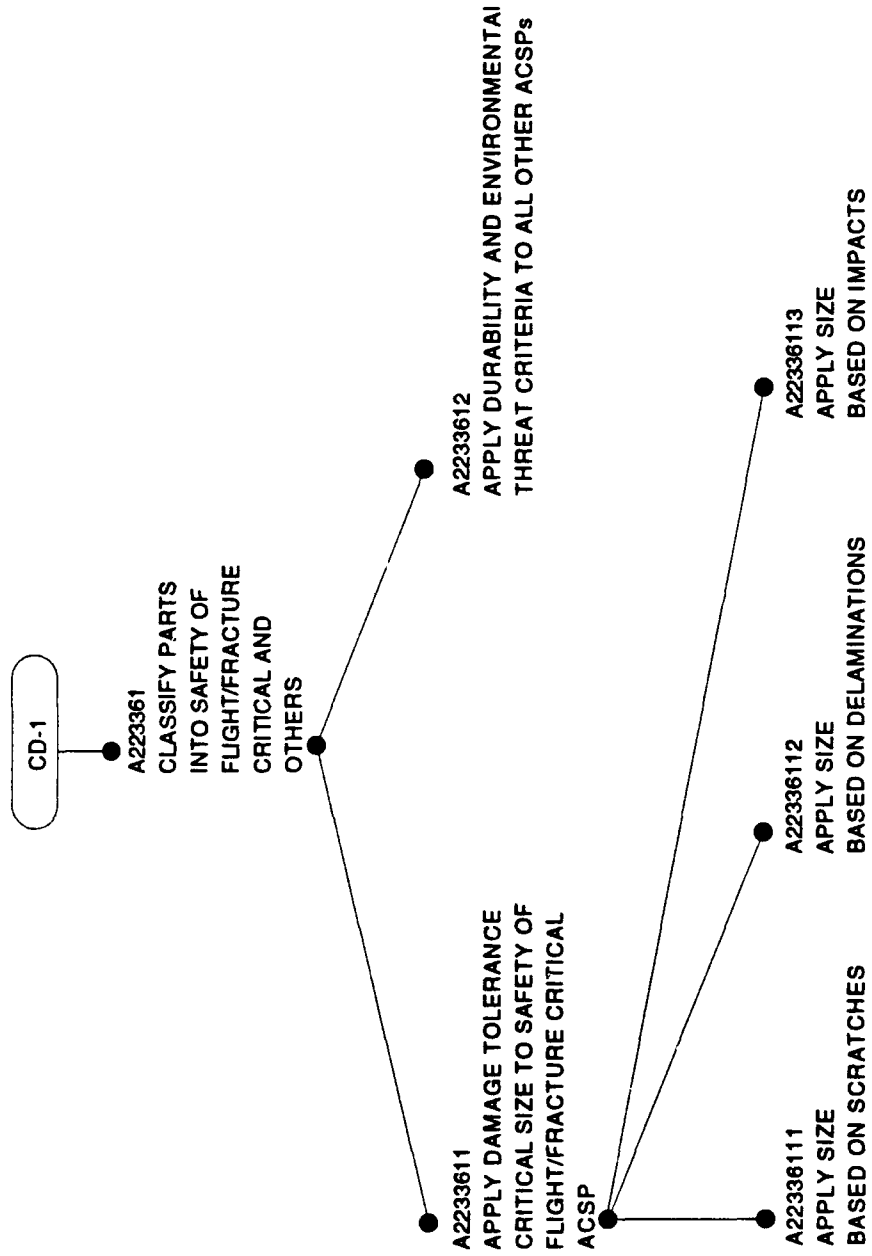 CD-1
A223361
CLASSIFY PARTS
INTO SAFETY OF
FLIGHT/FRACTURE
CRITICAL AND
OTHERS
A2233611
APPLY DAMAGE TOLERANCE
CRITICAL SIZE TO SAFETY OF
FLIGHT/FRACTURE CRITICAL
ACSP
A2233612
APPLY DURABILITY AND ENVIRONMENTAL
THREAT CRITERIA TO ALL OTHER ACSPs
A22336111
APPLY SIZE
BASED ON SCRATCHES
A22336112
APPLY SIZE
BASED ON DELAMINATIONS
A22336113
APPLY SIZE
BASED ON IMPACTS